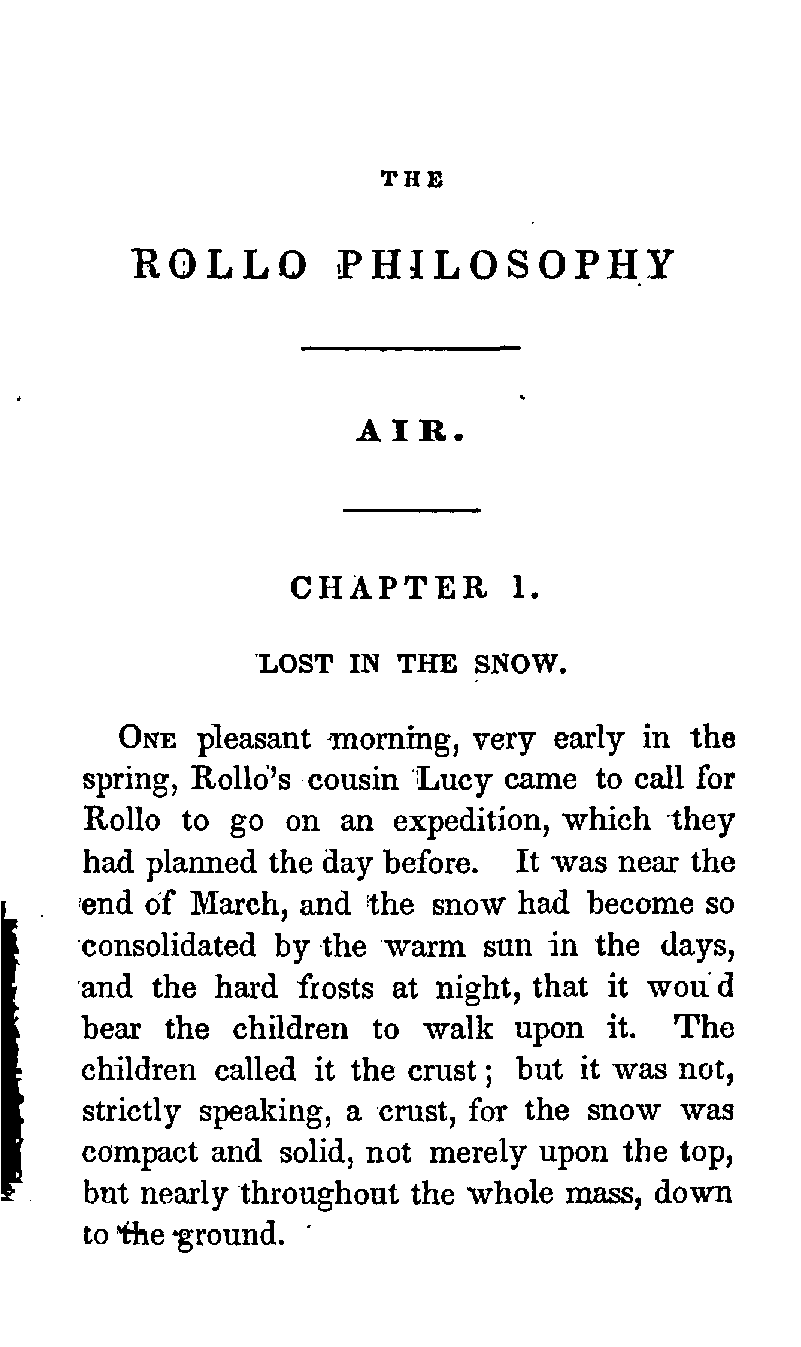 THE
ROLLO PHILOSOPHY
AIR.
CHAPTER 1.
LOST IN THE SNOW.
ONE pleasant morning, very early in the
spring, Rollo's cousin Lucy came to call for
Rollo to go on an expedition, which they
had planned the day before. It was near the
end of March, and the snow had become so
consolidated by the warm sun in the days,
and the hard frosts at night, that it wou d
bear the children to walk upon it. The
children called it the crust; but it was not,
strictly speaking, a crust, for the snow was
compact and solid, not merely upon the top,
but nearly throughout the whole mass, down
to the ground.